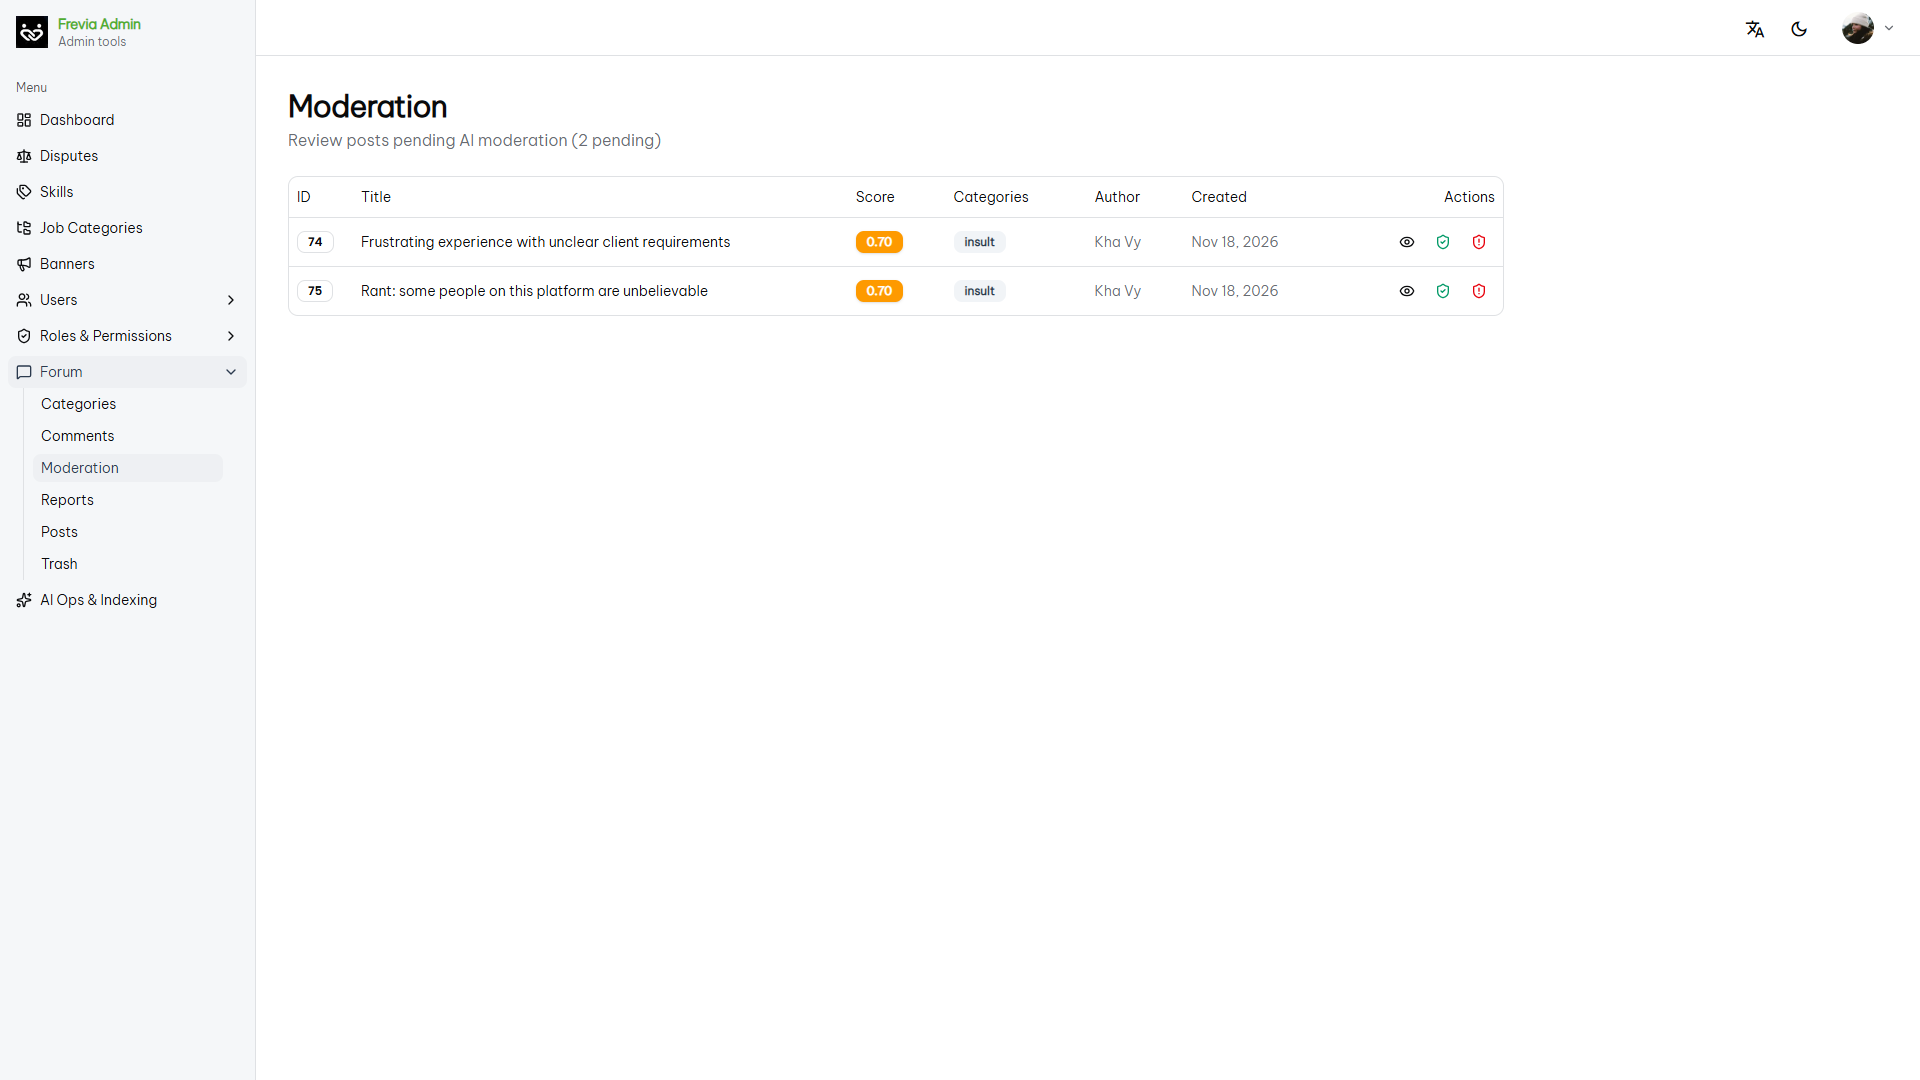 Frevia Admin
Admin tools
Menu
Dashboard
Disputes
Skills
Job Categories
Banners
Users
Roles & Permissions
Forum
Categories
Comments
Moderation
Reports
Posts
Trash
AI Ops & Indexing
Moderation
Review posts pending AI moderation (2 pending)
ID Title Score Categories Author Created Actions
74 Frustrating experience with unclear client requirements 0.70 insult Kha Vy Nov 18, 2026
75 Rant: some people on this platform are unbelievable 0.70 insult Kha Vy Nov 18, 2026